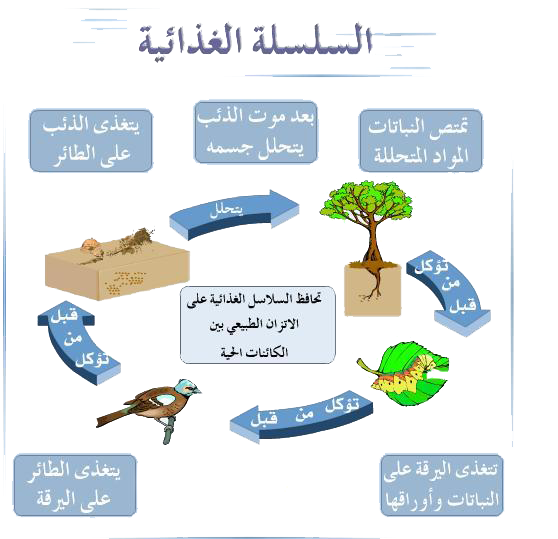 السلسلة الغذائية
تمتص النباتات
المواد المتحللة
بعد موت الذئب
يتحلل جسمه
يتغذى الذئب
على الطائر
يتحلل
تؤكل
من
قبل
تحافظ السلاسل الغذائية على
الاتزان الطبيعي بين
الكائنات الحية
قبل
من
تؤكل
تؤكل من قبل
تتغذى اليرقة على
النباتات وأوراقها
يتغذى الطائر
على اليرقة